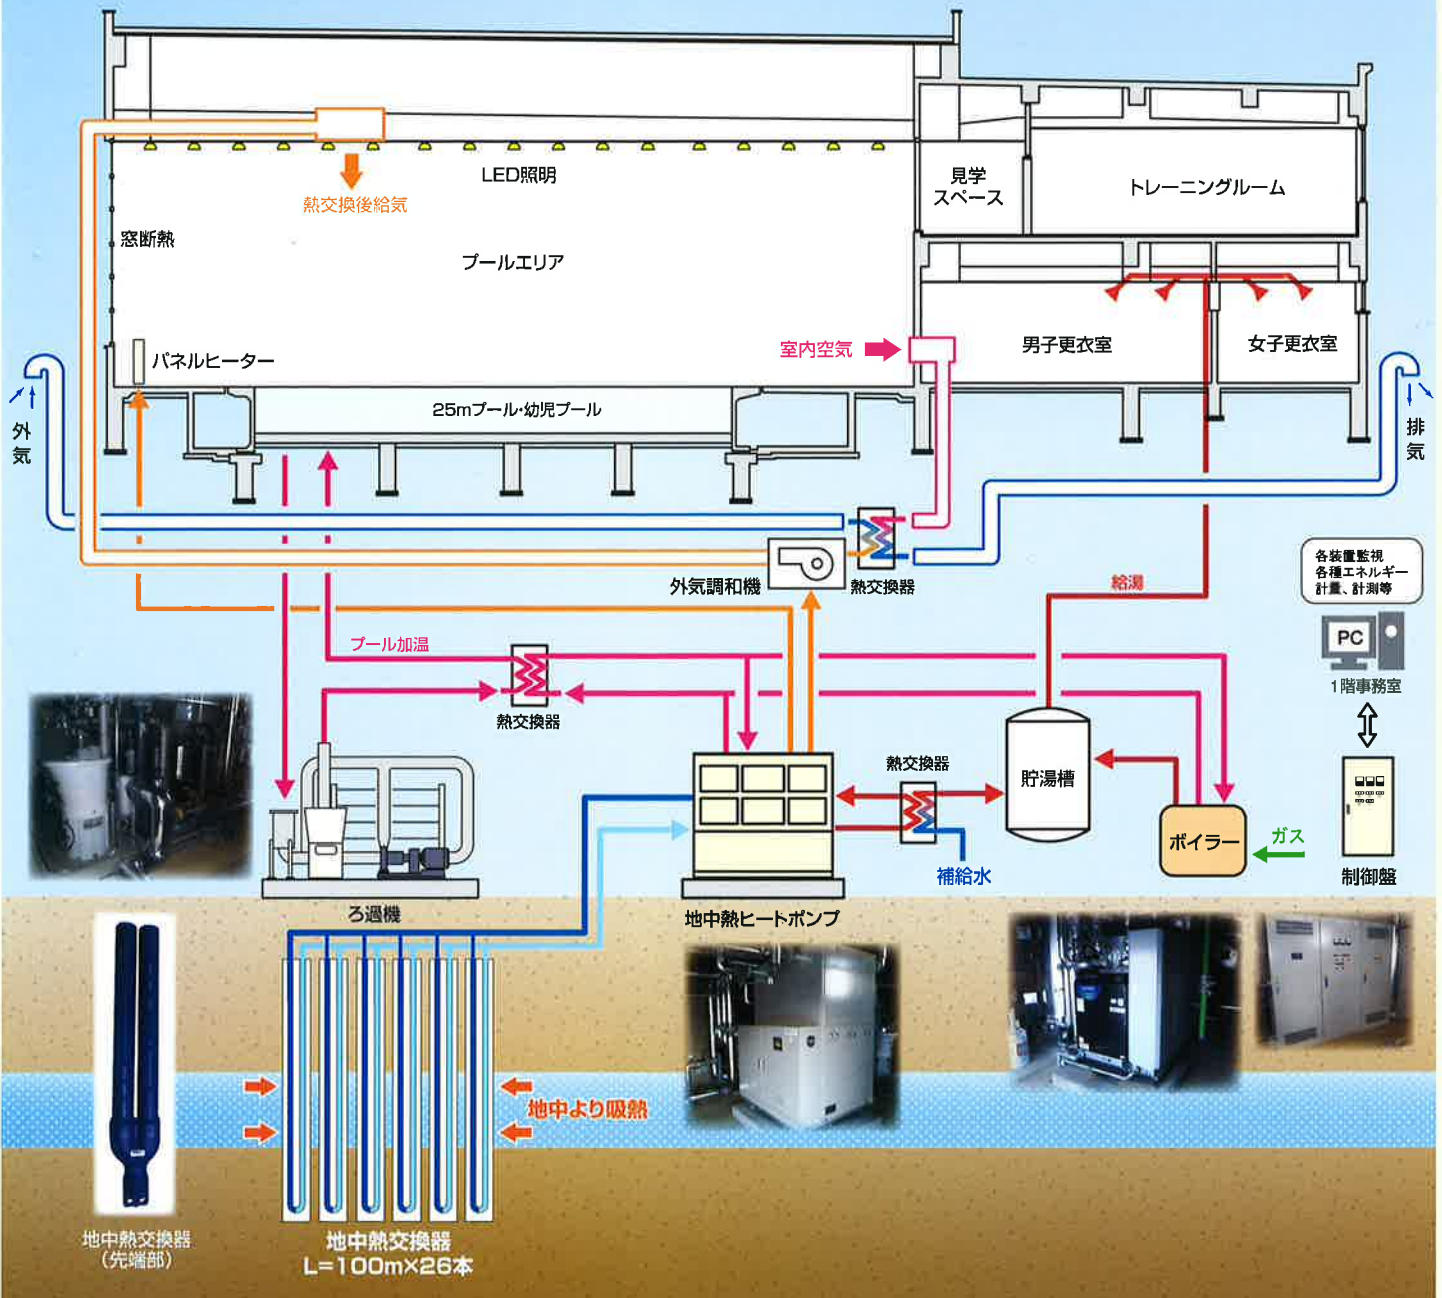 LED照明
熱交換後給気
窓断熱
プールエリア
見学
スペース
トレーニングルーム
パネルヒーター
室内空気
男子更衣室
女子更衣室
25mプール・幼児プール
外気
排気
外気調和機
熱交換器
給湯
各装置監視
各種エネルギー
計量、計測等
PC
1階事務室
プール加温
熱交換器
熱交換器
貯湯槽
ボイラー
ガス
補給水
制御盤
ろ過機
地中熱ヒートポンプ
地中より吸熱
地中熱交換器
(先端部)
地中熱交換器
L=100m×26本